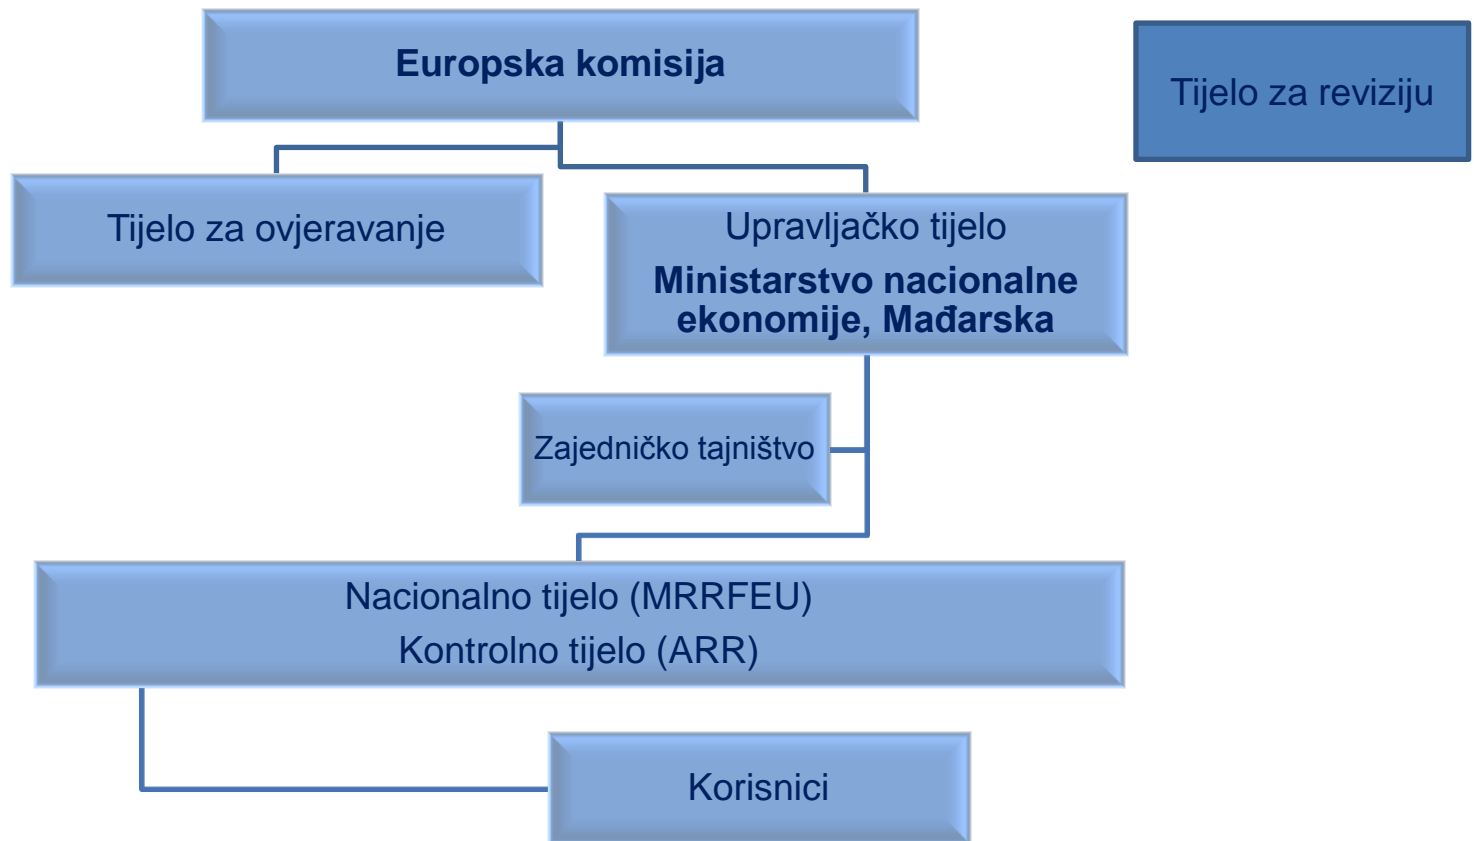 Europska komisija
Tijelo za reviziju
Tijelo za ovjeravanje
Upravljačko tijelo
Ministarstvo nacionalne
ekonomije, Mađarska
Zajedničko tajništvo
Nacionalno tijelo (MRRFEU)
Kontrolno tijelo (ARR)
Korisnici